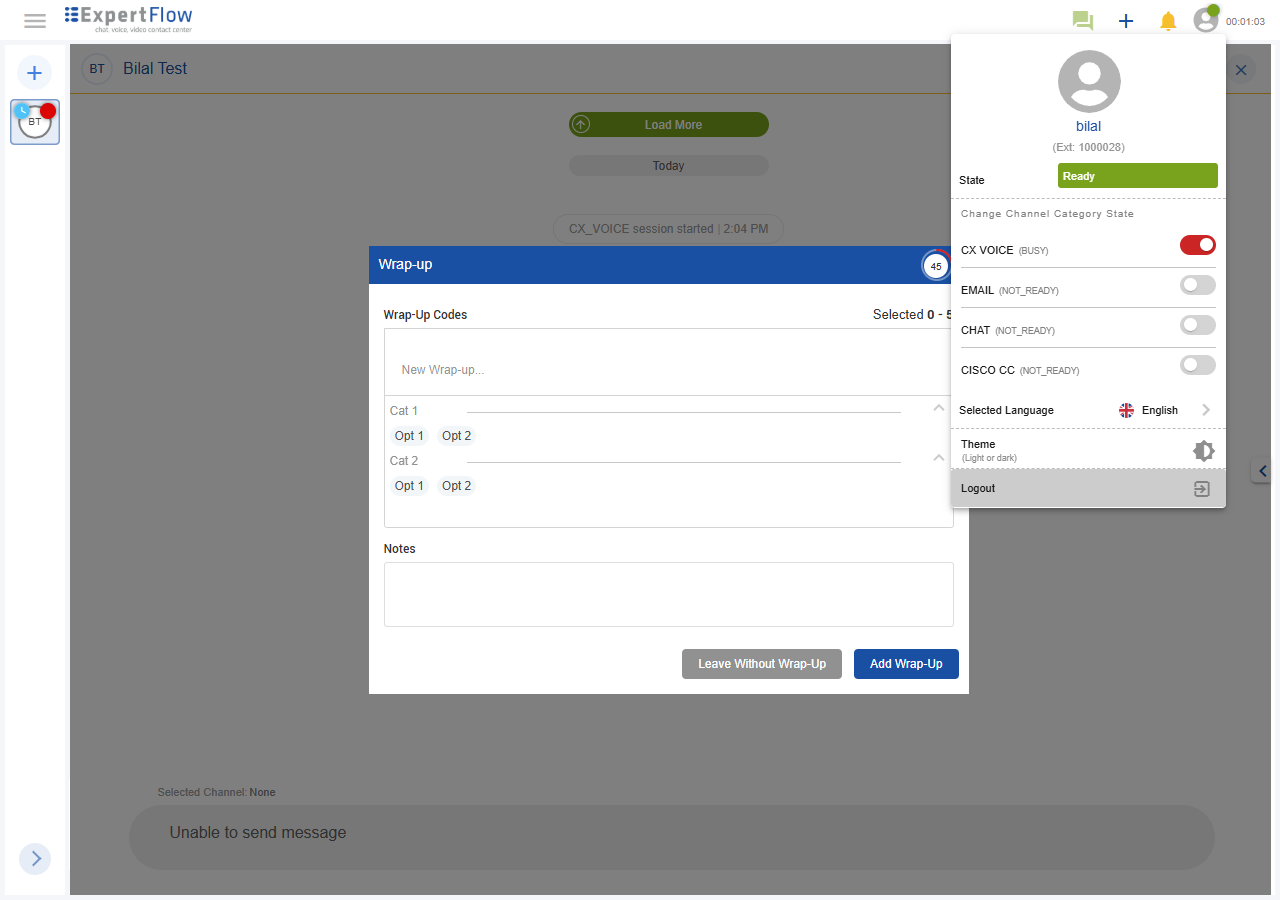 ExpertFlow
chat, voice, video contact center
00:01:03
BT
Bilal Test
BT
bilal
(Ext: 1000028)
Load More
Today
State
Ready
Change Channel Category State
CX_VOICE session started | 2:04 PM
CX VOICE (BUSY)
Wrap-up
45
EMAIL (NOT_READY)
Wrap-Up Codes
Selected 0 - 5
CHAT (NOT_READY)
New Wrap-up...
CISCO CC (NOT_READY)
Cat 1
Selected Language
English
Opt 1 Opt 2
Theme
(Light or dark)
Cat 2
Opt 1 Opt 2
Logout
Notes
Leave Without Wrap-Up
Add Wrap-Up
Selected Channel: None
Unable to send message